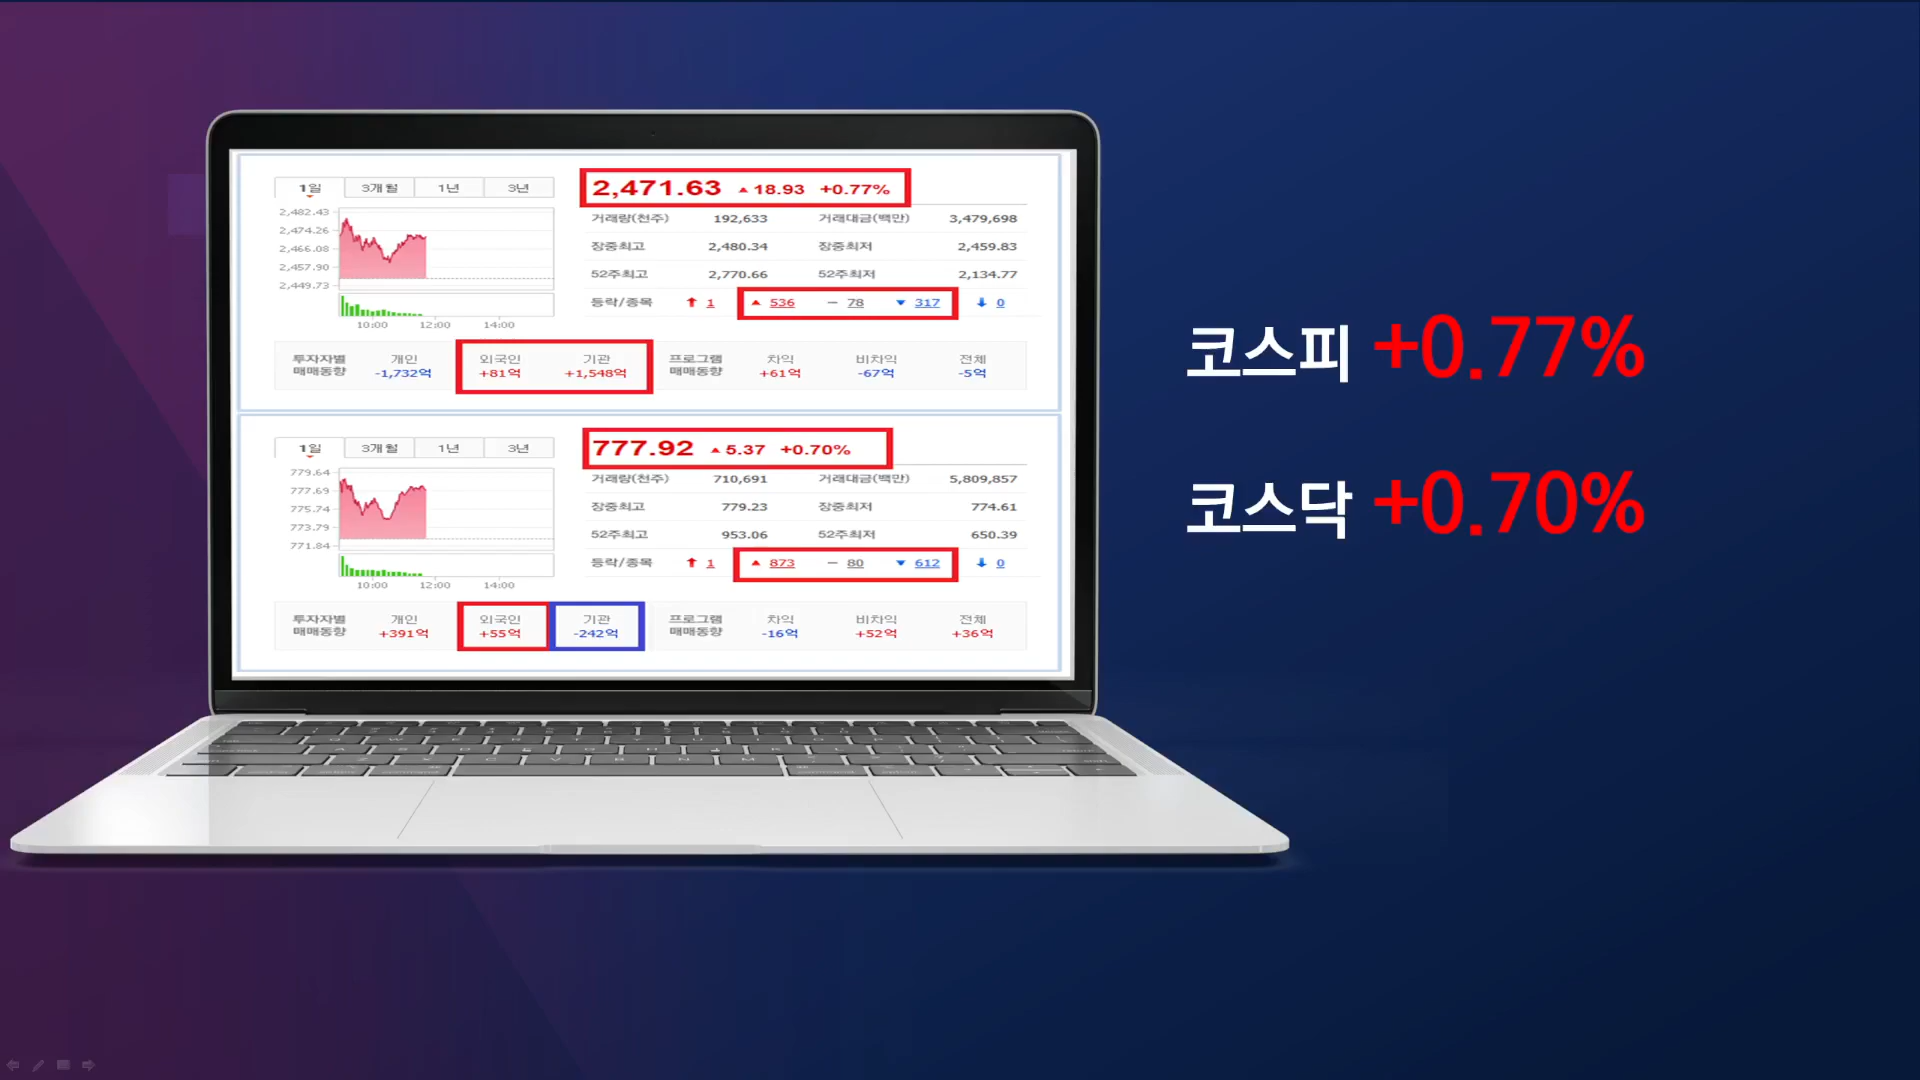 1일 3개월 1년 3년
2,471.63 ▲ 18.93 +0.77%
2,482.43
2,474.26
2,466.08
2,457.90
2,449.73
10:00 12:00 14:00
거래량(천주) 192,633 거래대금(백만) 3,479,698
장중최고 2,480.34 장중최저 2,459.83
52주최고 2,770.66 52주최저 2,134.77
등락/종목 ↑ 1 ▲ 536 – 78 ▼ 317 ↓ 0
투자자별 매매동향 개인 -1,732억 외국인 +81억 기관 +1,548억 프로그램 매매동향 차익 +61억 비차익 -67억 전체 -5억
1일 3개월 1년 3년
777.92 ▲ 5.37 +0.70%
779.64
777.69
775.74
773.79
771.84
10:00 12:00 14:00
거래량(천주) 710,691 거래대금(백만) 5,809,857
장중최고 779.23 장중최저 774.61
52주최고 953.06 52주최저 650.39
등락/종목 ↑ 1 ▲ 873 – 80 ▼ 612 ↓ 0
투자자별 매매동향 개인 +391억 외국인 +55억 기관 -242억 프로그램 매매동향 차익 -16억 비차익 +52억 전체 +36억
코스피 +0.77%
코스닥 +0.70%